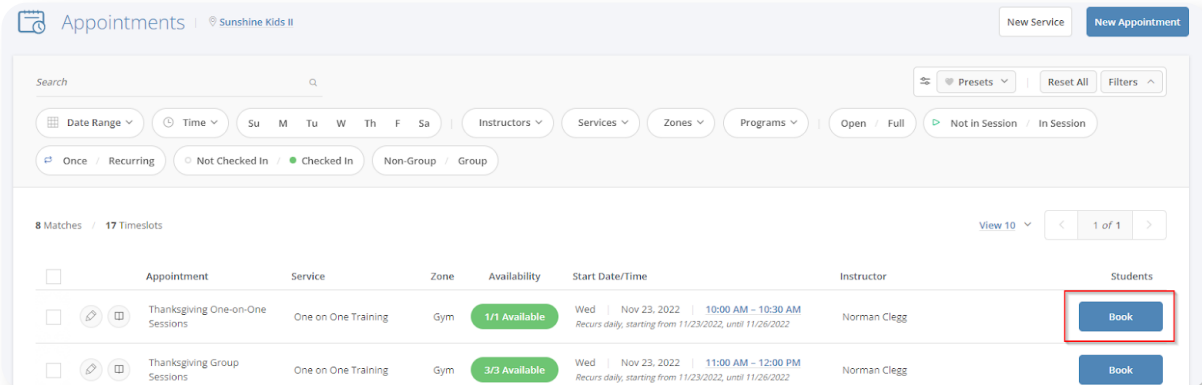 Appointments Sunshine Kids II New Service New Appointment
Search Presets Reset All Filters
Date Range Time Su M Tu W Th F Sa Instructors Services Zones Programs Open / Full Not in Session / In Session
Once / Recurring Not Checked In / Checked In Non-Group / Group
8 Matches / 17 Timeslots View 10 1 of 1
Appointment Service Zone Availability Start Date/Time Instructor Students
Thanksgiving One-on-One Sessions One on One Training Gym 1/1 Available Wed Nov 23, 2022 10:00 AM – 10:30 AM Norman Clegg Book
Recurs daily, starting from 11/23/2022, until 11/26/2022
Thanksgiving Group Sessions One on One Training Gym 3/3 Available Wed Nov 23, 2022 11:00 AM – 12:00 PM Norman Clegg Book
Recurs daily, starting from 11/23/2022, until 11/26/2022